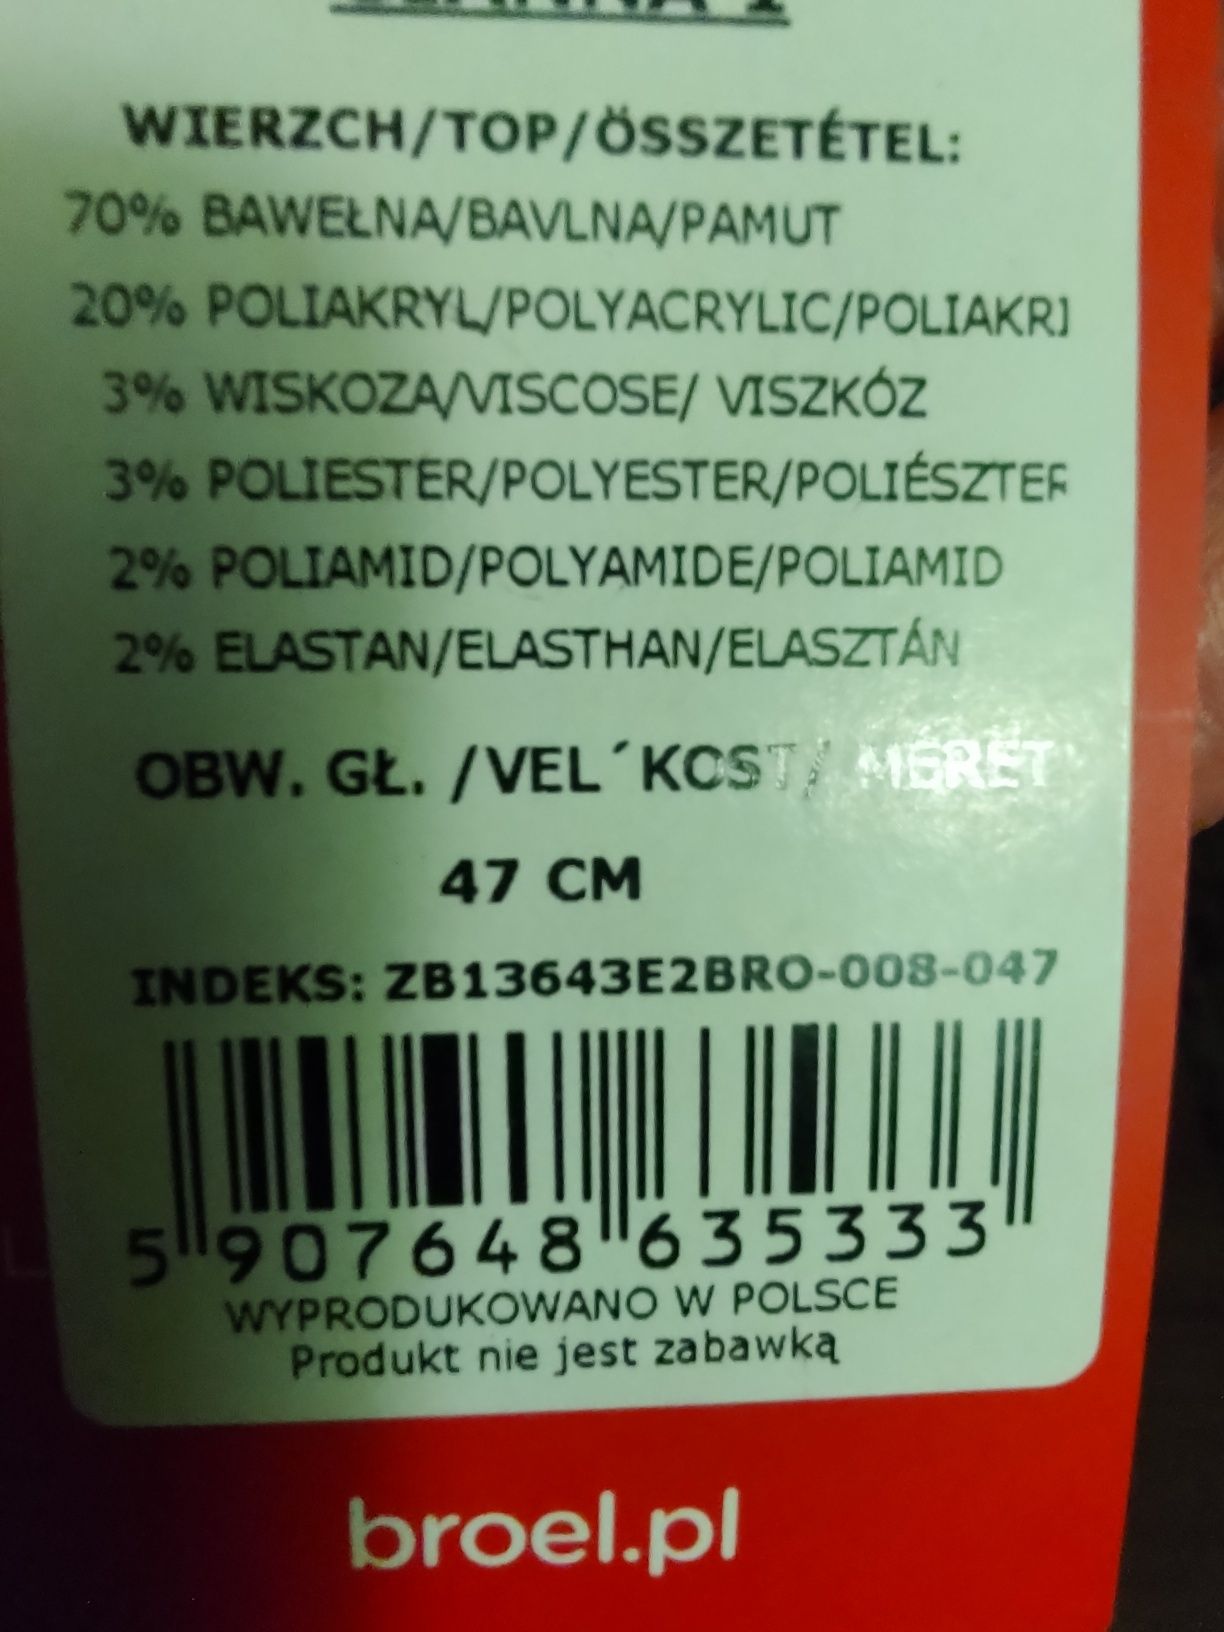 WIERZCH/TOP/ÖSSZETÉTEL:
70% BAWEŁNA/BAVLNA/PAMUT
20% POLIAKRYL/POLYACRYLIC/POLIAKRI
3% WISKOZA/VISCOSE/ VISZKÓZ
3% POLIESTER/POLYESTER/POLIÉSZTER
2% POLIAMID/POLYAMIDE/POLIAMID
2% ELASTAN/ELASTHAN/ELASZTÁN
OBW. GŁ. /VEL´KOST/ MÉRET
47 CM
INDEKS: ZB13643E2BRO-008-047
5 907648 635333
WYPRODUKOWANO W POLSCE
Produkt nie jest zabawką
broel.pl